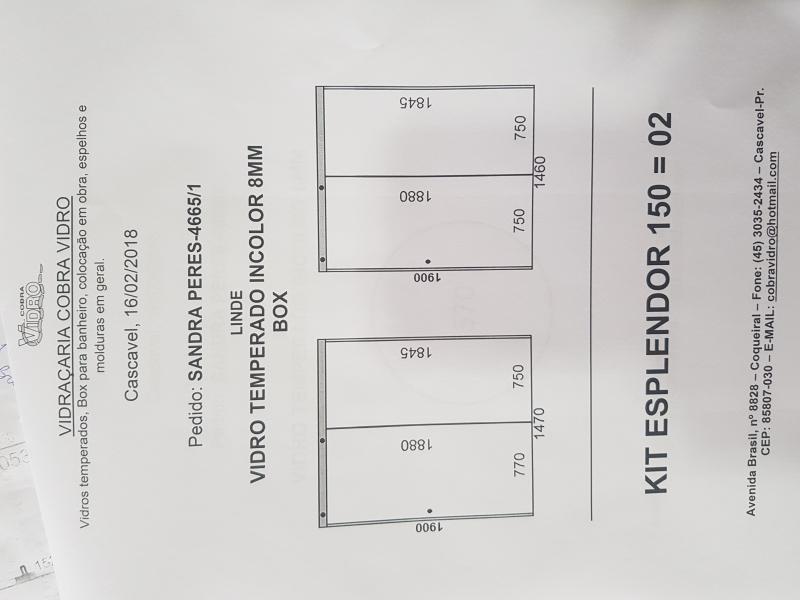 COBRA
VIDRO
VIDRAÇARIA COBRA VIDRO
Vidros temperados, Box para banheiro, colocação em obra, espelhos e
molduras em geral.
Cascavel, 16/02/2018
Pedido: SANDRA PERES-4665/1
LINDE
VIDRO TEMPERADO INCOLOR 8MM
BOX
1900
1880
1845
770
750
1470
1900
1880
1845
750
750
1460
KIT ESPLENDOR 150 = 02
Avenida Brasil, nº 8828 – Coqueiral – Fone: (45) 3035-2434 – Cascavel-Pr.
CEP: 85807-030 – E-MAIL: cobravidro@hotmail.com